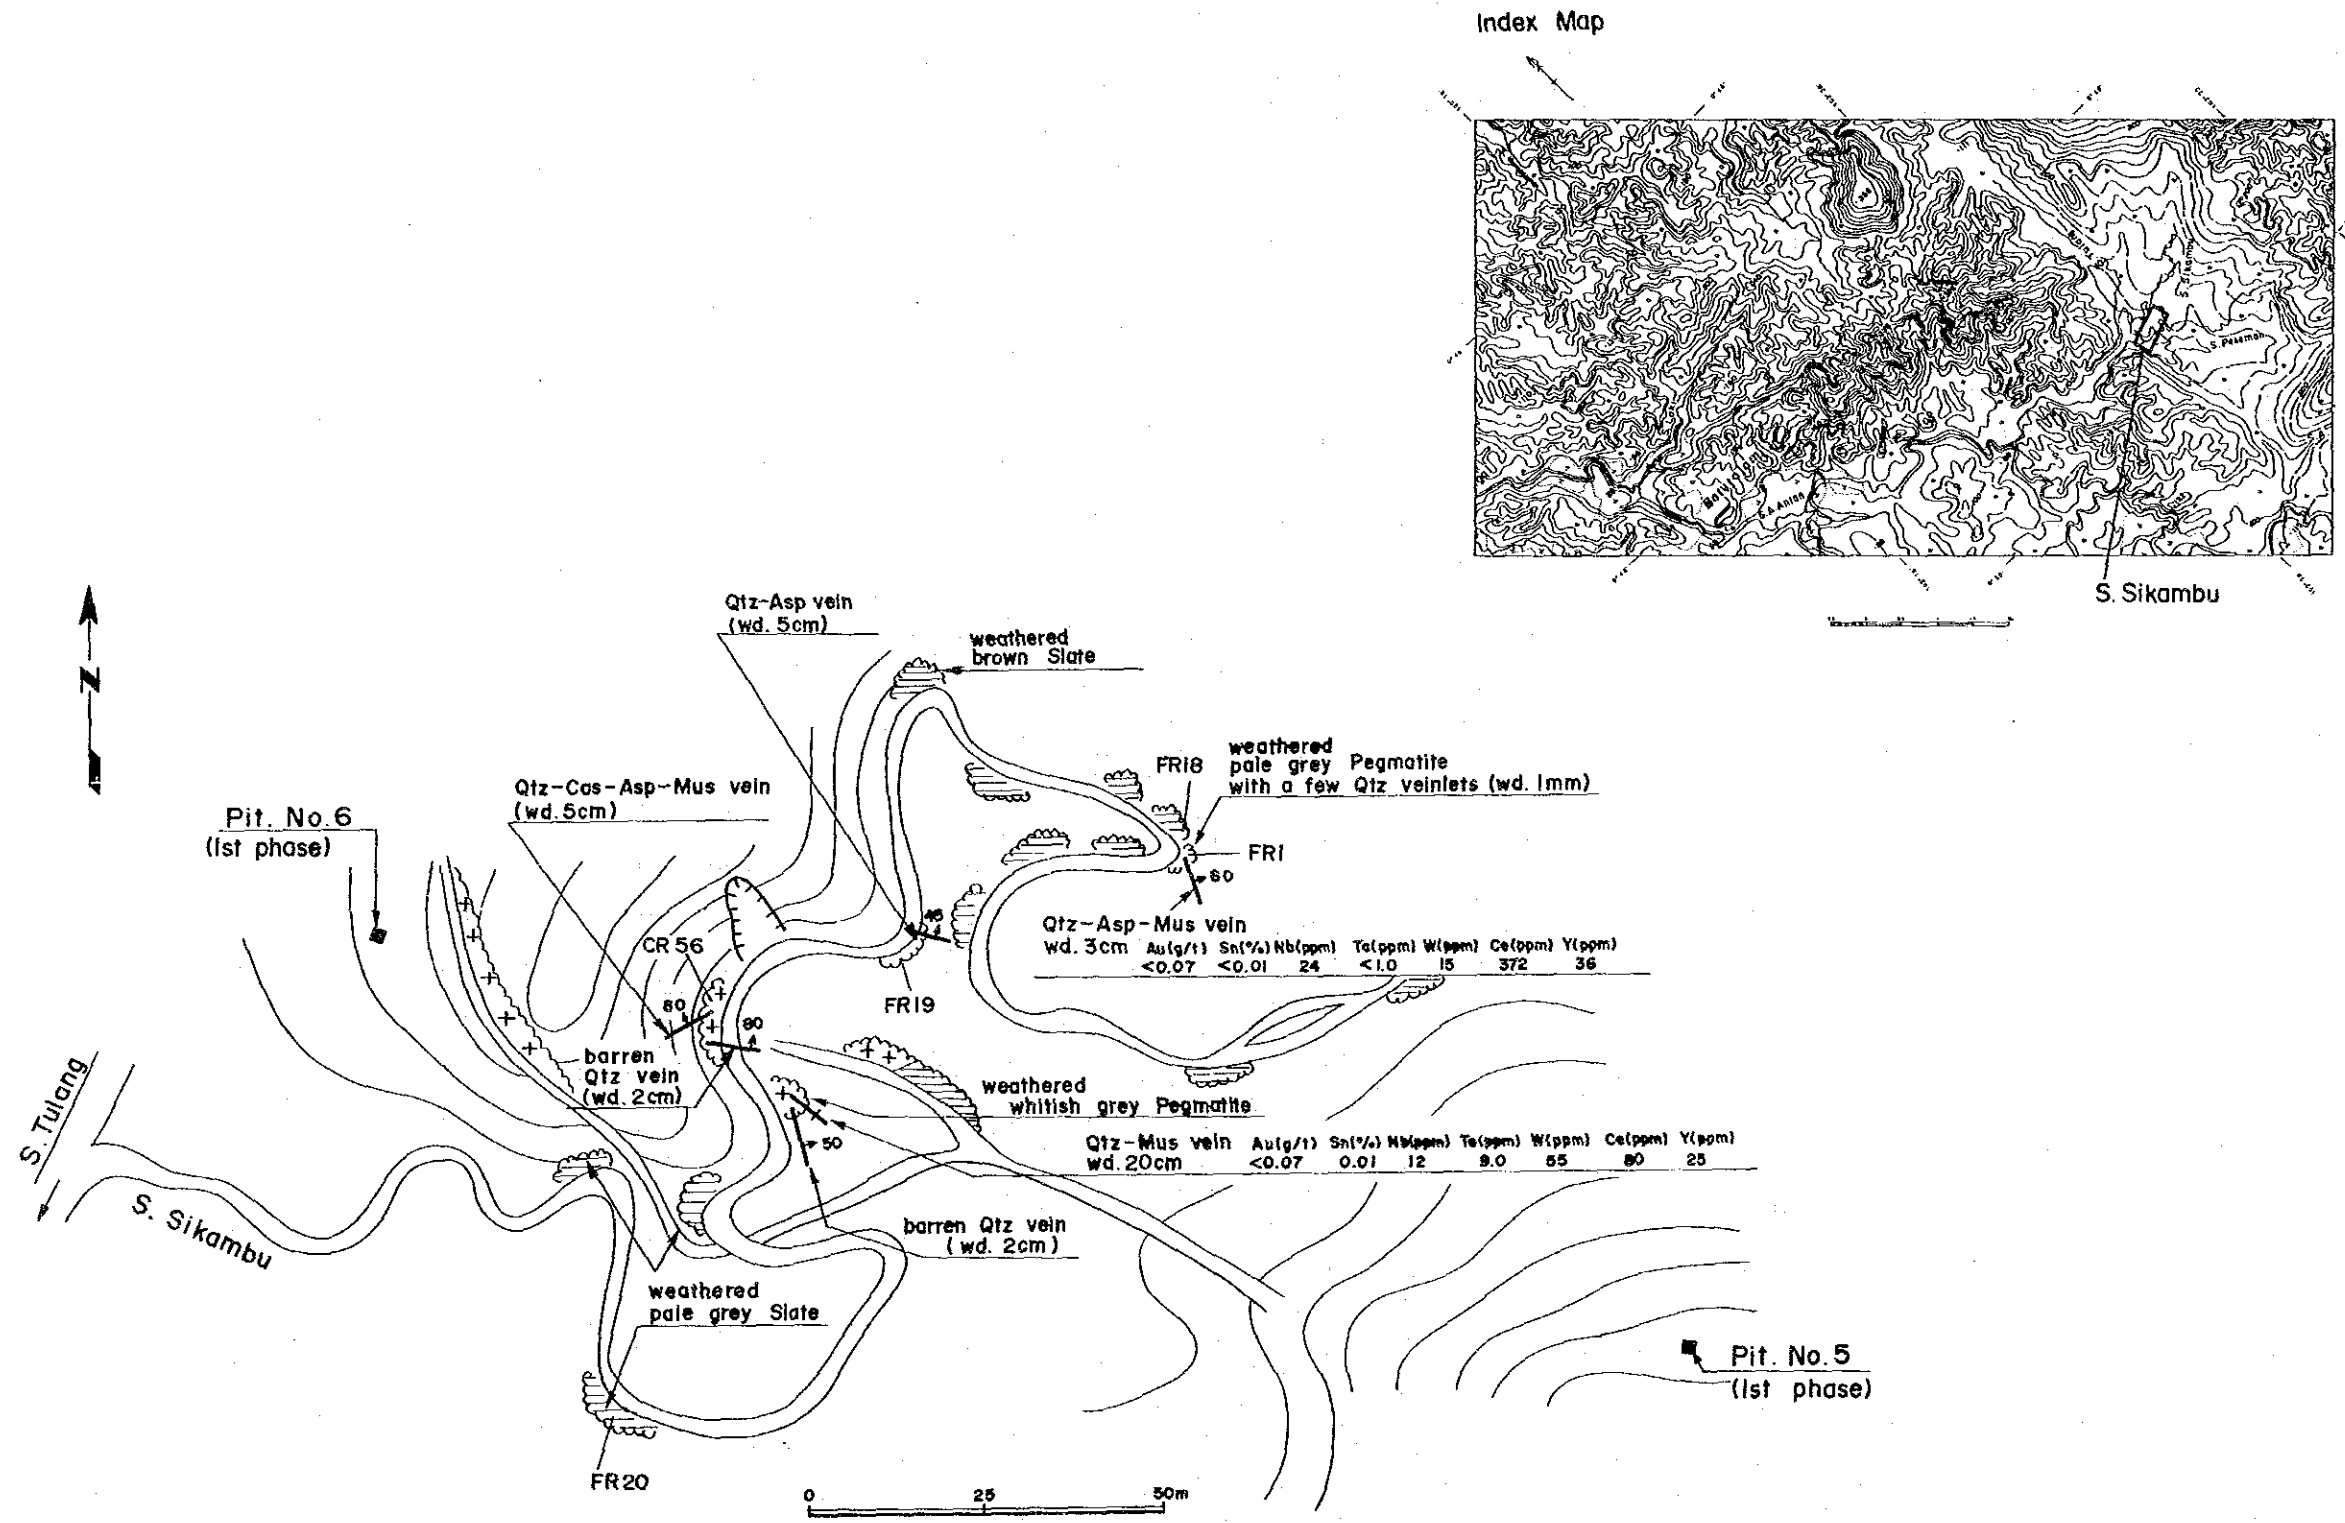 Index Map
S. Sikambu
S. Pasaman
S. A. Antan
S. Sikambu
N
Qtz-Asp vein
(wd. 5cm)
weathered
brown Slate
Qtz-Cas-Asp-Mus vein
(wd. 5cm)
FR18
weathered
pale grey Pegmatite
with a few Qtz veinlets (wd. 1mm)
Pit. No. 6
(1st phase)
FR1
60
Qtz-Asp-Mus vein
wd. 3cm Au(g/t) Sn(%) Nb(ppm) Ta(ppm) W(ppm) Ce(ppm) Y(ppm)
<0.07 <0.01 24 <1.0 15 372 36
45
CR 56
FR19
80
80
barren
Qtz vein
(wd. 2cm)
weathered
whitish grey Pegmatite
S. Tulang
50
Qtz-Mus vein Au(g/t) Sn(%) Nb(ppm) Ta(ppm) W(ppm) Ce(ppm) Y(ppm)
wd. 20cm <0.07 0.01 12 9.0 55 80 25
S. Sikambu
barren Qtz vein
(wd. 2cm)
weathered
pale grey Slate
Pit. No. 5
(1st phase)
FR20
0 25 50m